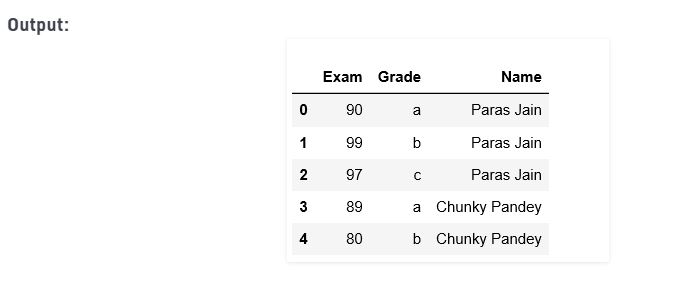 Output:
Exam Grade Name
0 90 a Paras Jain
1 99 b Paras Jain
2 97 c Paras Jain
3 89 a Chunky Pandey
4 80 b Chunky Pandey